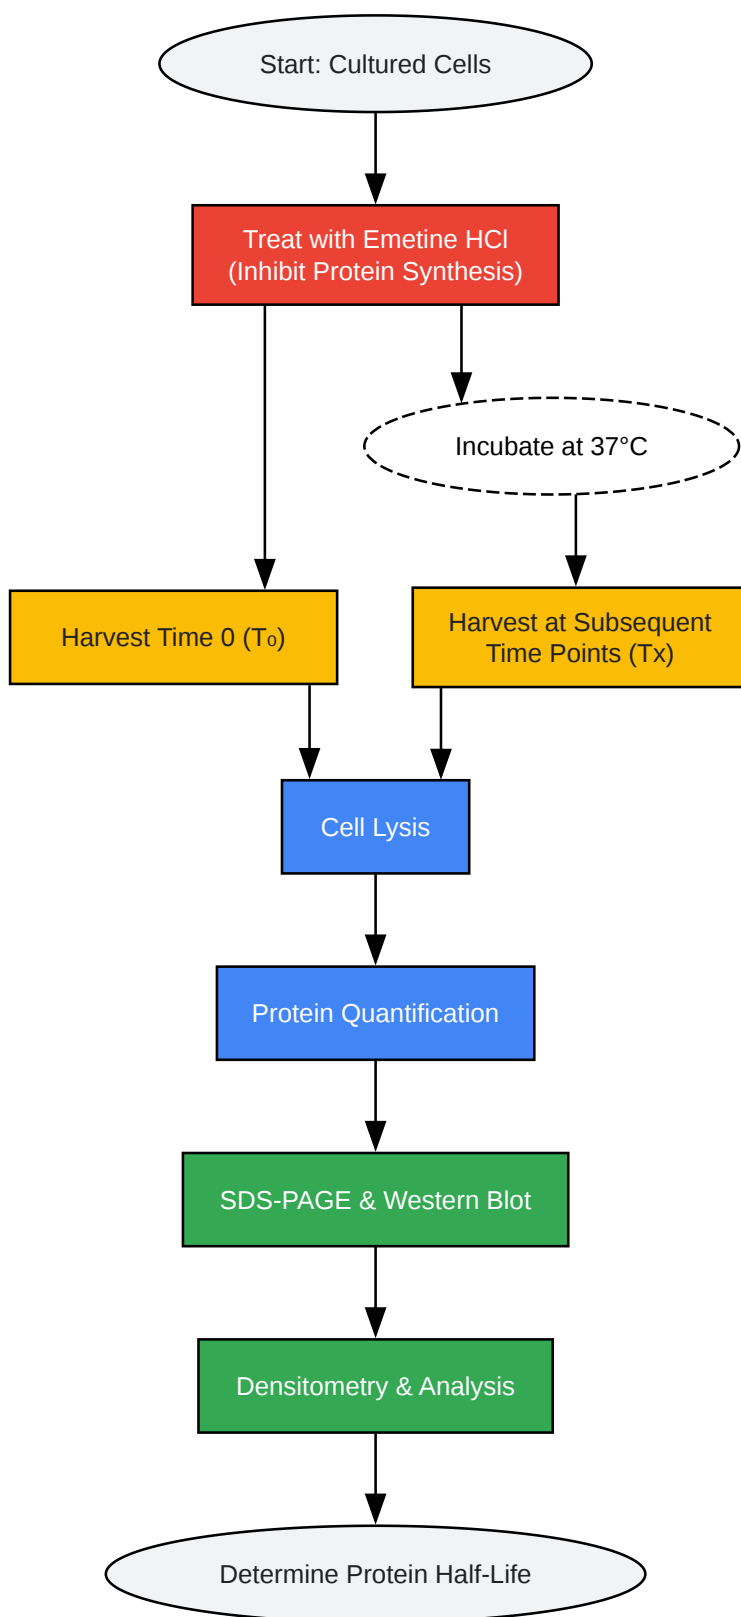 Start: Cultured Cells
Treat with Emetine HCl
(Inhibit Protein Synthesis)
Incubate at 37°C
Harvest Time 0 (T₀)
Harvest at Subsequent
Time Points (Tx)
Cell Lysis
Protein Quantification
SDS-PAGE & Western Blot
Densitometry & Analysis
Determine Protein Half-Life